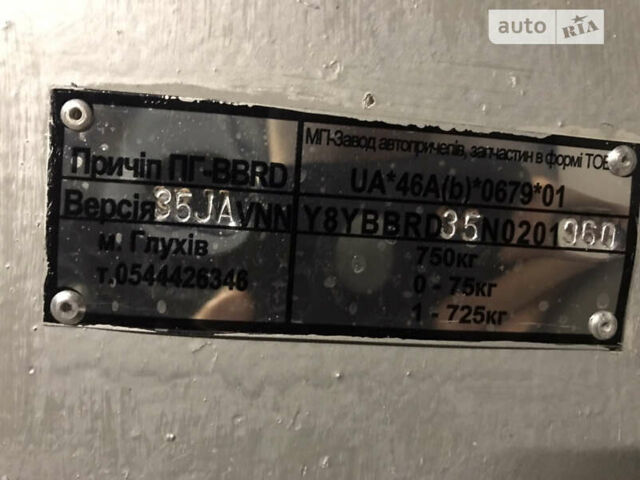 auto RIA
Причіп ПГ-BBRD
Версія 35JAVNN
м. Глухів
т.0544426346
МП-Завод автопричепів, запчастин в формі ТОВ
UA*46A(b)*0679*01
Y8YBBRD35N0201960
750кг
0 - 75кг
1 - 725кг